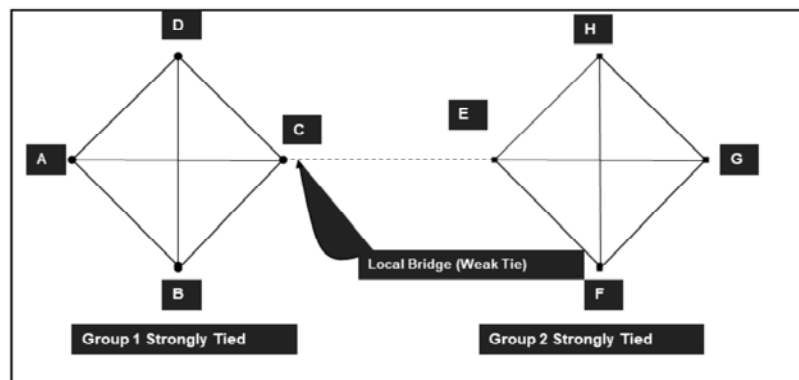 D
H
E
C
A
G
Local Bridge (Weak Tie)
B
F
Group 1 Strongly Tied
Group 2 Strongly Tied